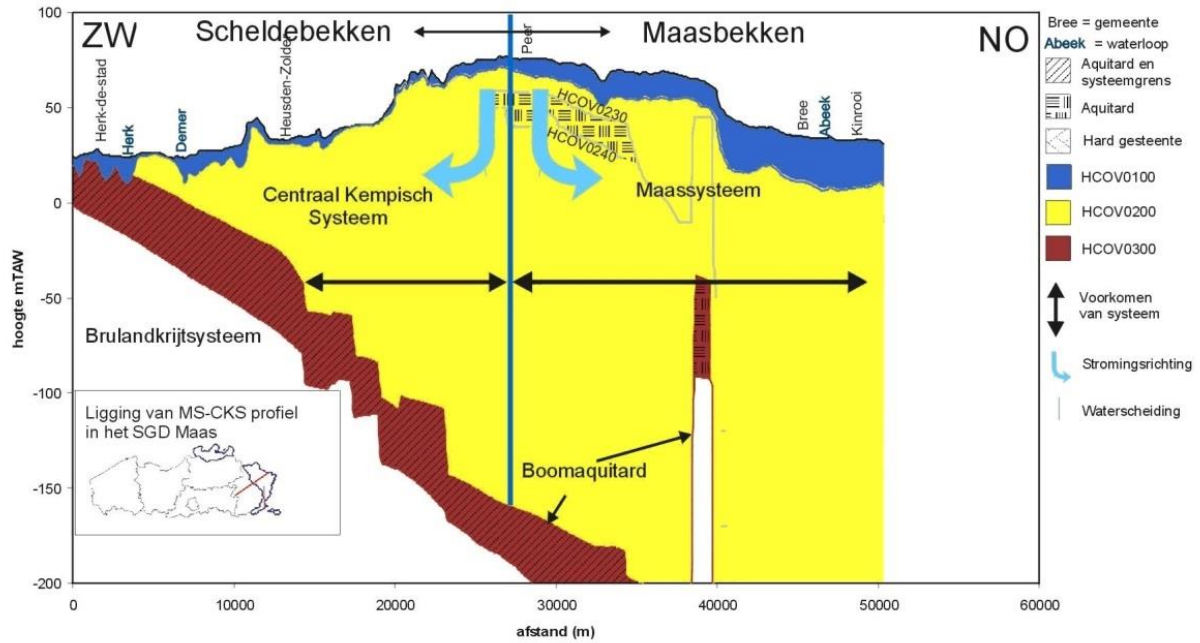 ZW
Scheldebekken
Maasbekken
NO
Herk-de-stad
Herk
Demer
Heusden-Zolder
Peer
Bree
Abeek
Kinrooi
HCOV0230
HCOV0240
Centraal Kempisch
Systeem
Maassysteem
Brulandkrijtsysteem
Boomaquitard
Ligging van MS-CKS profiel
in het SGD Maas
hoogte mTAW
100
50
0
-50
-100
-150
-200
0
10000
20000
30000
40000
50000
60000
afstand (m)
Bree = gemeente
Abeek = waterloop
Aquitard en
systeemgrens
Aquitard
Hard gesteente
HCOV0100
HCOV0200
HCOV0300
Voorkomen
van systeem
Stromingsrichting
Waterscheiding